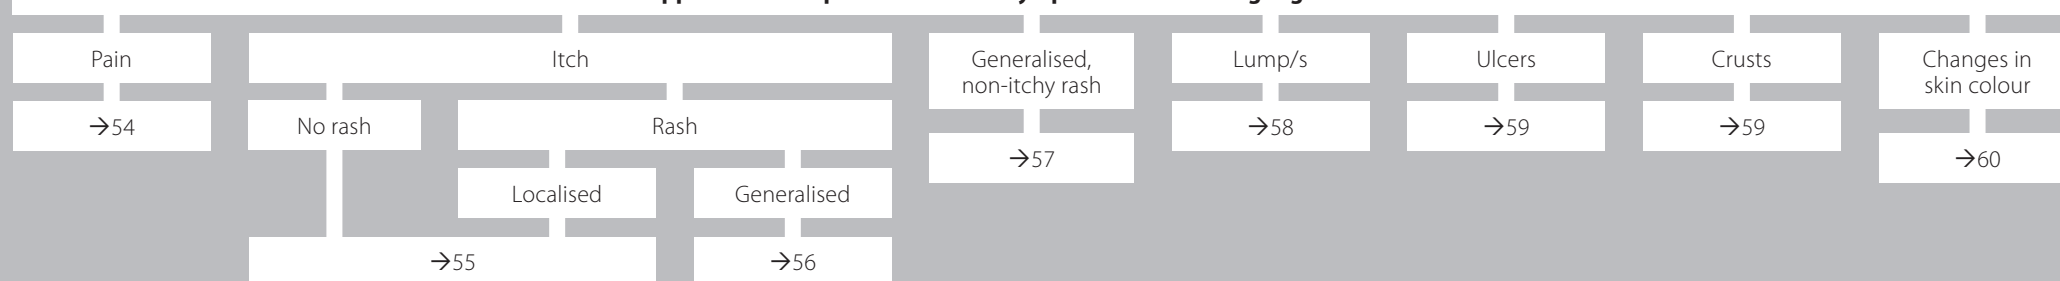 Pain
Itch
Generalised,
non-itchy rash
Lump/s
Ulcers
Crusts
Changes in
skin colour
→54
No rash
Rash
→58
→59
→59
→57
→60
Localised
Generalised
→55
→56